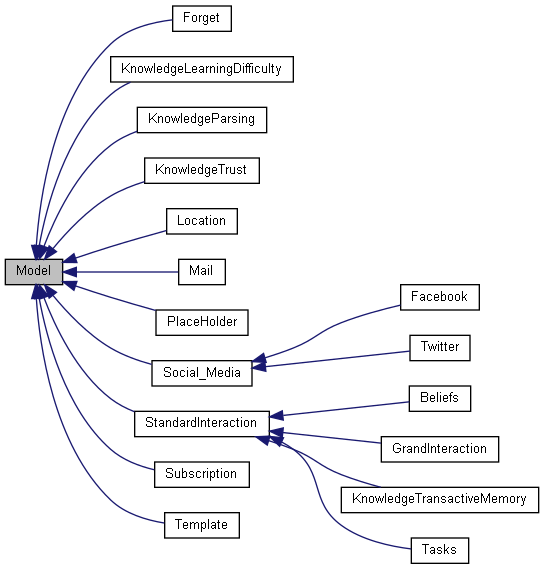 Forget
KnowledgeLearningDifficulty
KnowledgeParsing
KnowledgeTrust
Location
Model
Mail
PlaceHolder
Social_Media
StandardInteraction
Subscription
Template
Facebook
Twitter
Beliefs
GrandInteraction
KnowledgeTransactiveMemory
Tasks